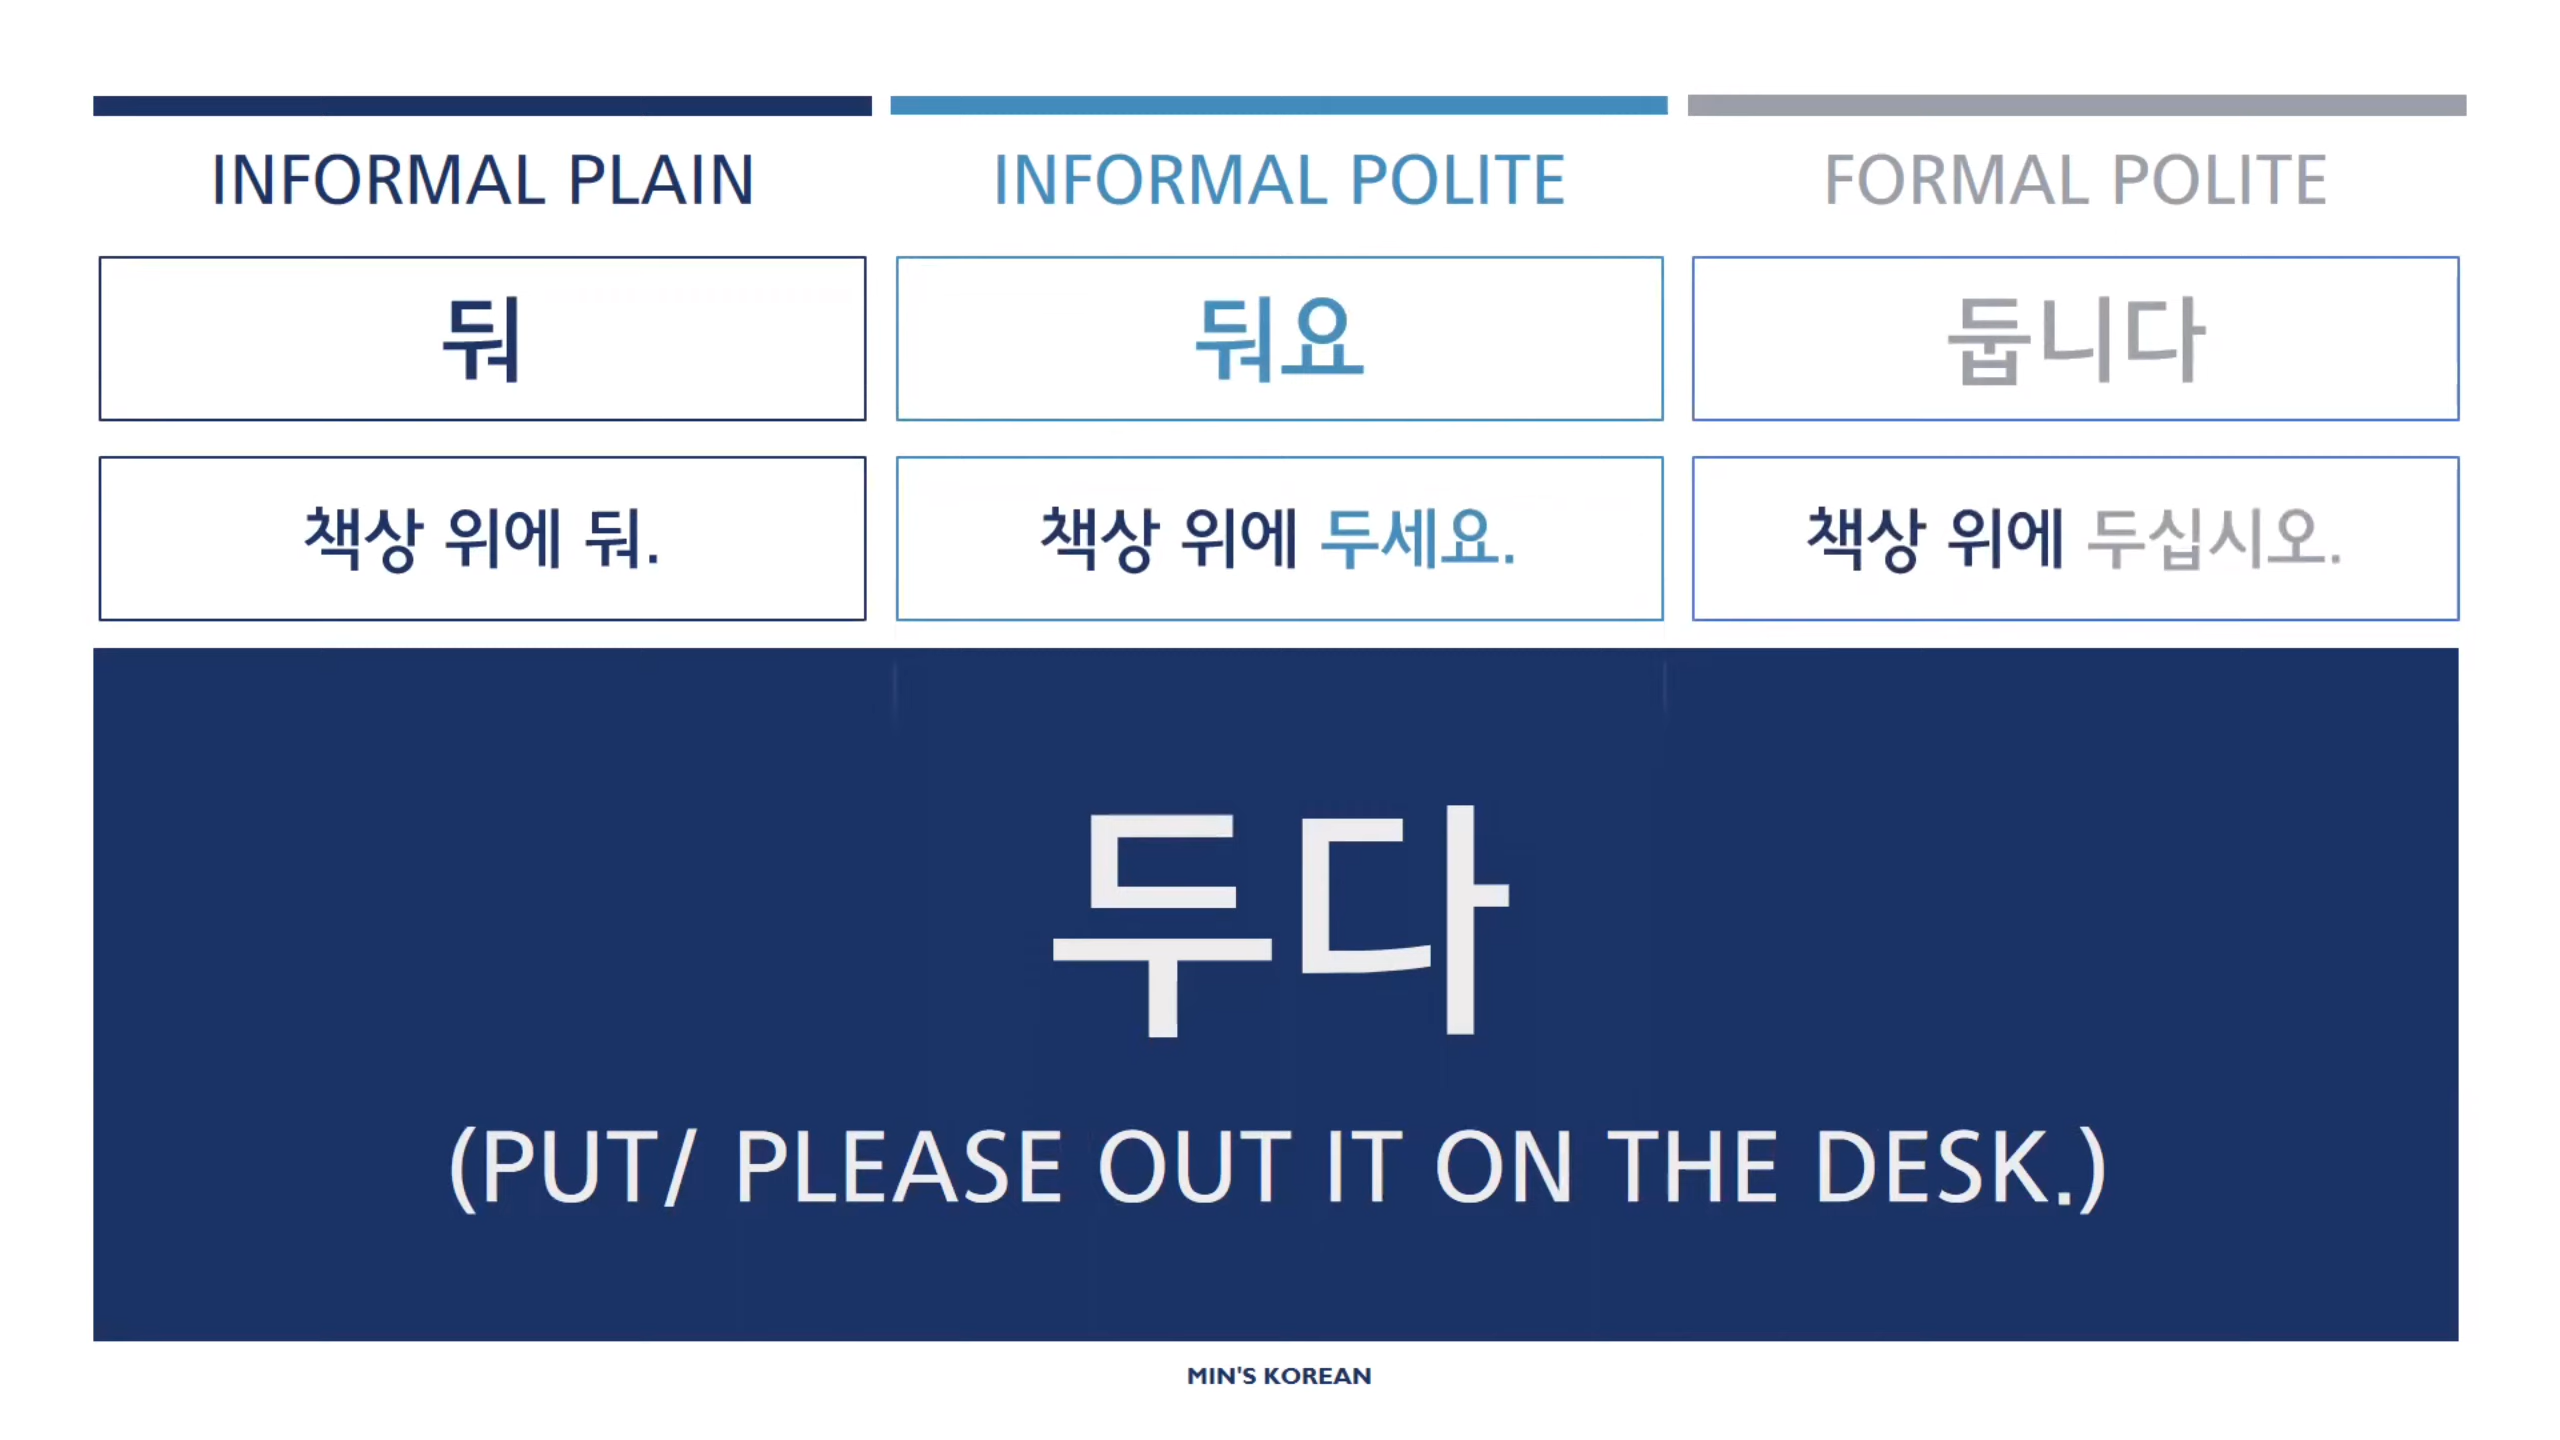 INFORMAL PLAIN
INFORMAL POLITE
FORMAL POLITE
둬
둬요
둡니다
책상 위에 둬.
책상 위에 두세요.
책상 위에 두십시오.
두다
(PUT/ PLEASE OUT IT ON THE DESK.)
MIN'S KOREAN